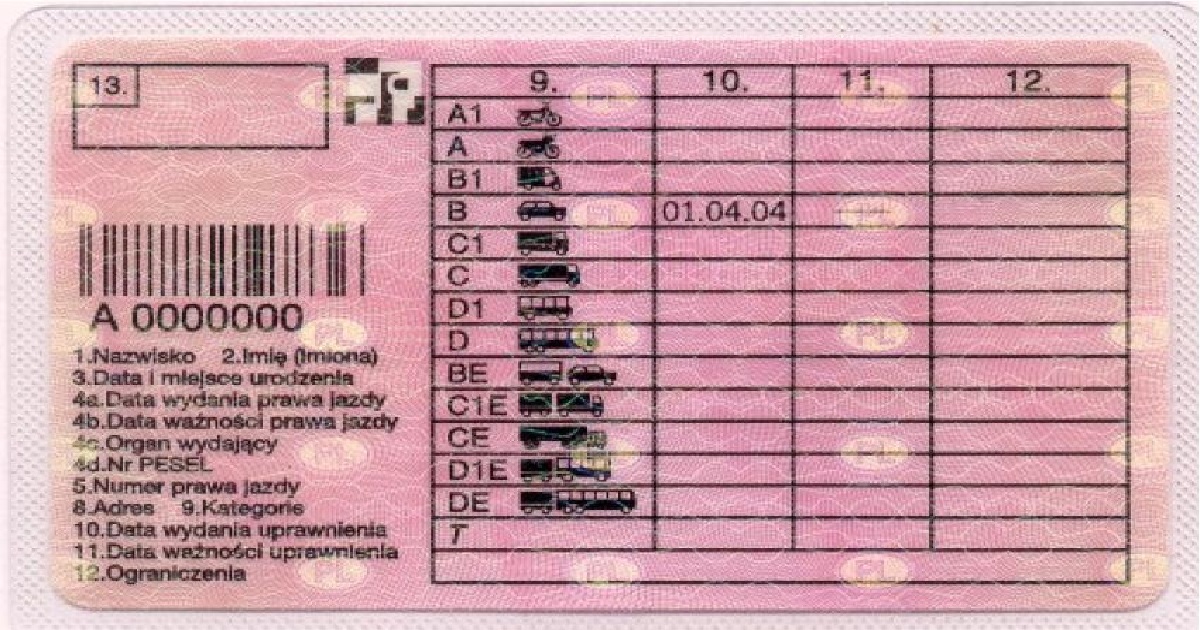 13.
A 0000000
1.Nazwisko 2.Imię (Imiona)
3.Data i miejsce urodzenia
4a.Data wydania prawa jazdy
4b.Data ważności prawa jazdy
4c.Organ wydający
4d.Nr PESEL
5.Numer prawa jazdy
8.Adres 9.Kategorie
10.Data wydania uprawnienia
11.Data ważności uprawnienia
12.Ograniczenia
9. 10. 11. 12.
A1
A
B1
B 01.04.04 --------
C1
C
D1
D
BE
C1E
CE
D1E
DE
T
PL